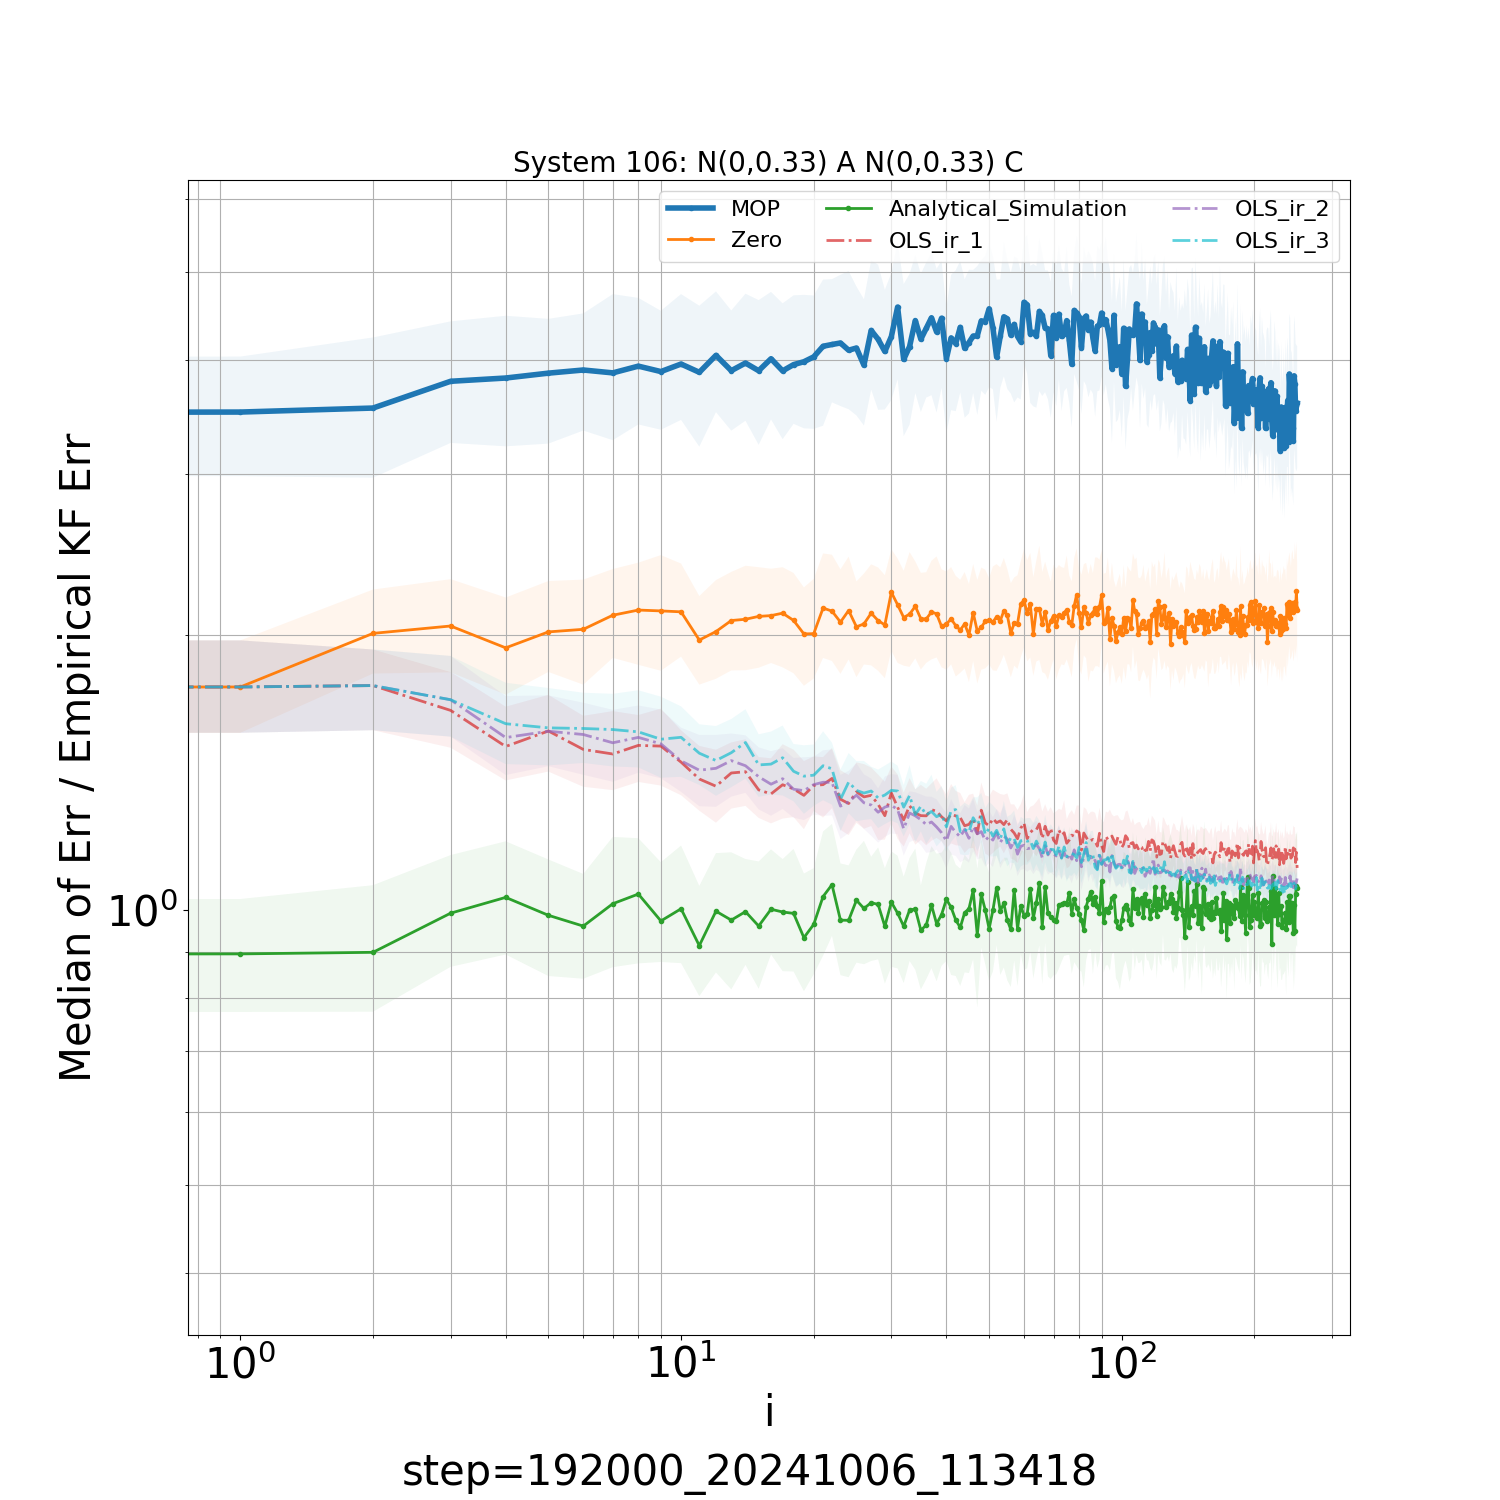 System 106: N(0,0.33) A N(0,0.33) C
MOP
Zero
Analytical_Simulation
OLS_ir_1
OLS_ir_2
OLS_ir_3
Median of Err / Empirical KF Err
10⁰
10⁰ 10¹ 10²
i
step=192000_20241006_113418